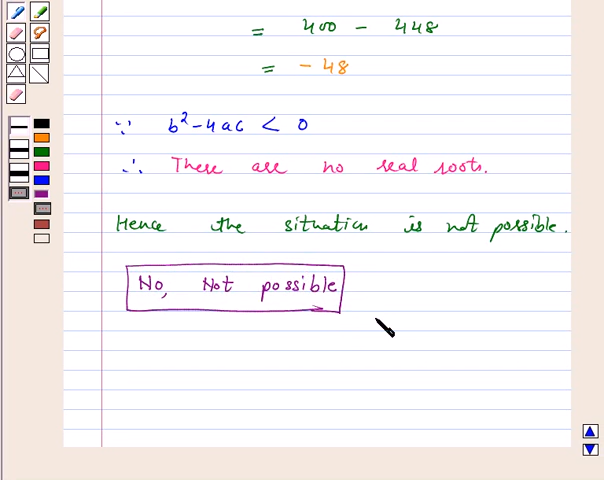 = 400 - 448
= - 48
∵ b²-4ac < 0
∴ There are no real roots.
Hence the situation is not possible.
No, Not possible